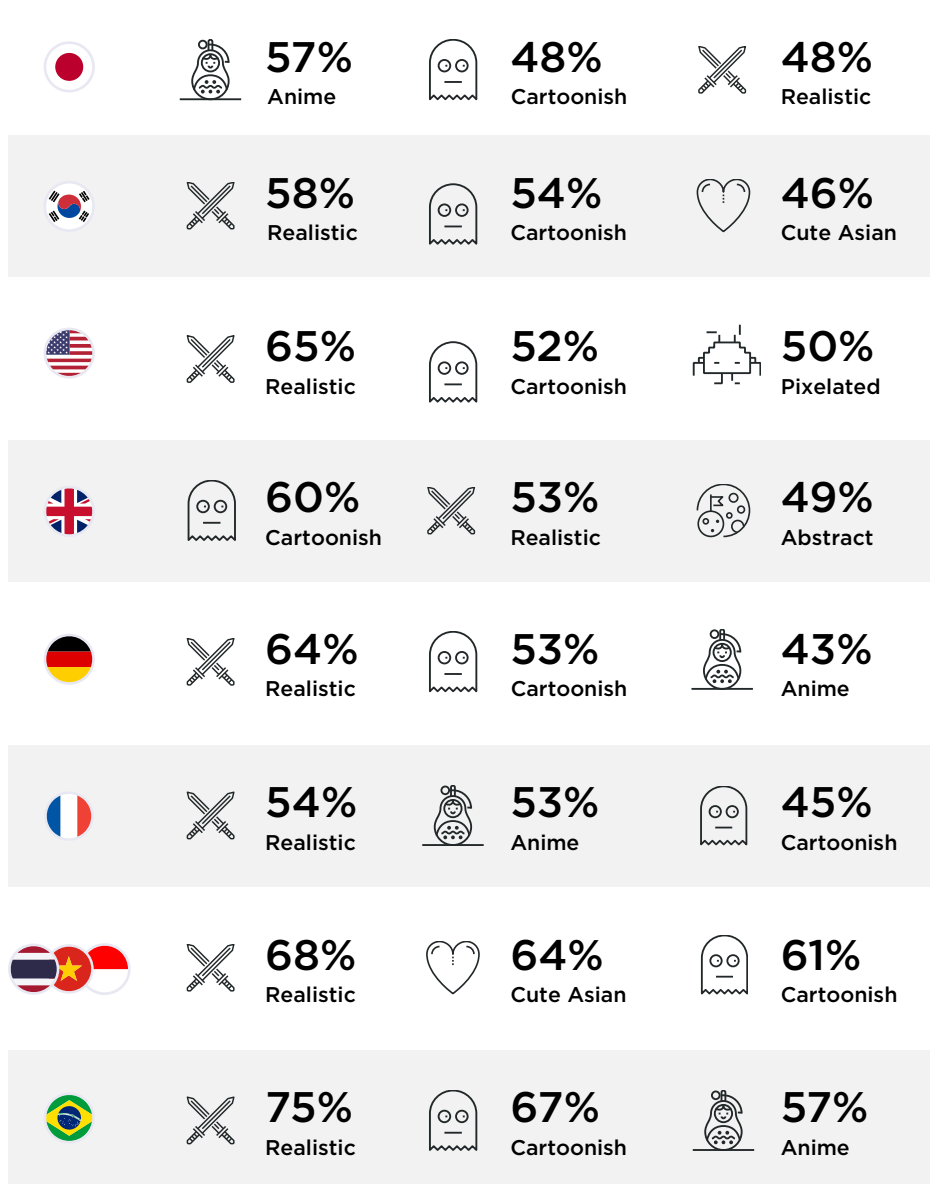 57% 48% 48%
Anime Cartoonish Realistic
58% 54% 46%
Realistic Cartoonish Cute Asian
65% 52% 50%
Realistic Cartoonish Pixelated
60% 53% 49%
Cartoonish Realistic Abstract
64% 53% 43%
Realistic Cartoonish Anime
54% 53% 45%
Realistic Anime Cartoonish
68% 64% 61%
Realistic Cute Asian Cartoonish
75% 67% 57%
Realistic Cartoonish Anime